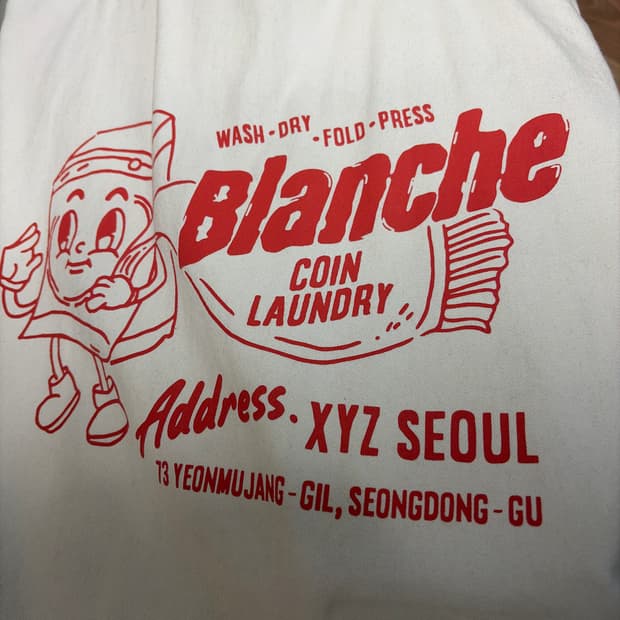 WASH-DRY-FOLD-PRESS
Blanche
COIN
LAUNDRY
Address. XYZ SEOUL
73 YEONMUJANG-GIL, SEONGDONG-GU